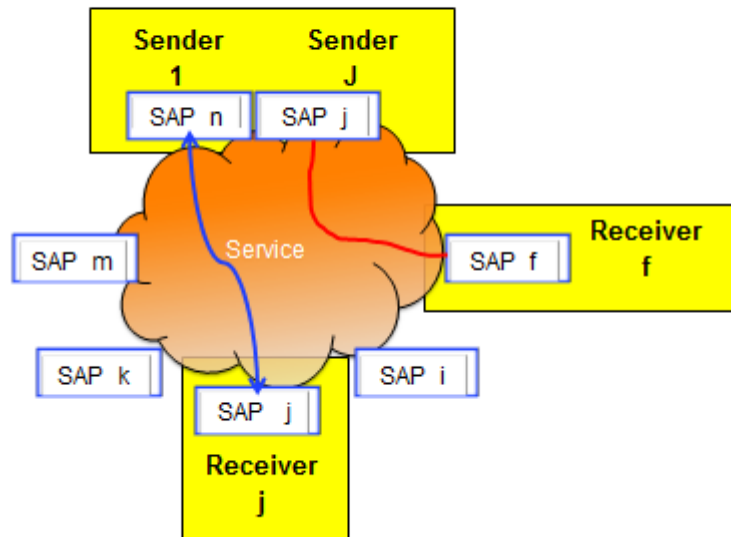 Sender
1
Sender
J
SAP n
SAP j
Service
SAP m
SAP f
Receiver
f
SAP k
SAP i
SAP j
Receiver
j